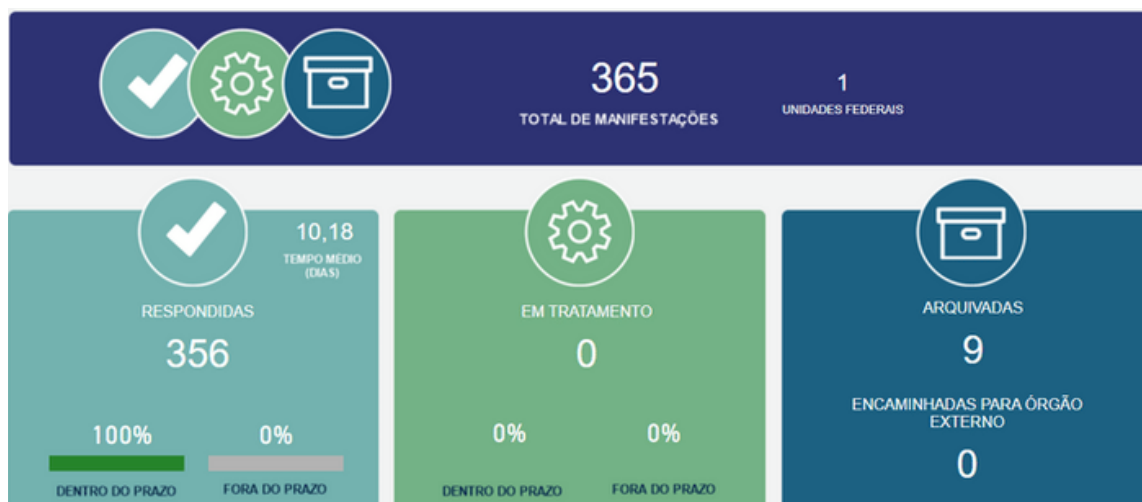 365
TOTAL DE MANIFESTAÇÕES
1
UNIDADES FEDERAIS
10,18
TEMPO MÉDIO
(DIAS)
RESPONDIDAS
356
100%
0%
DENTRO DO PRAZO
FORA DO PRAZO
EM TRATAMENTO
0
0%
0%
DENTRO DO PRAZO
FORA DO PRAZO
ARQUIVADAS
9
ENCAMINHADAS PARA ÓRGÃO
EXTERNO
0